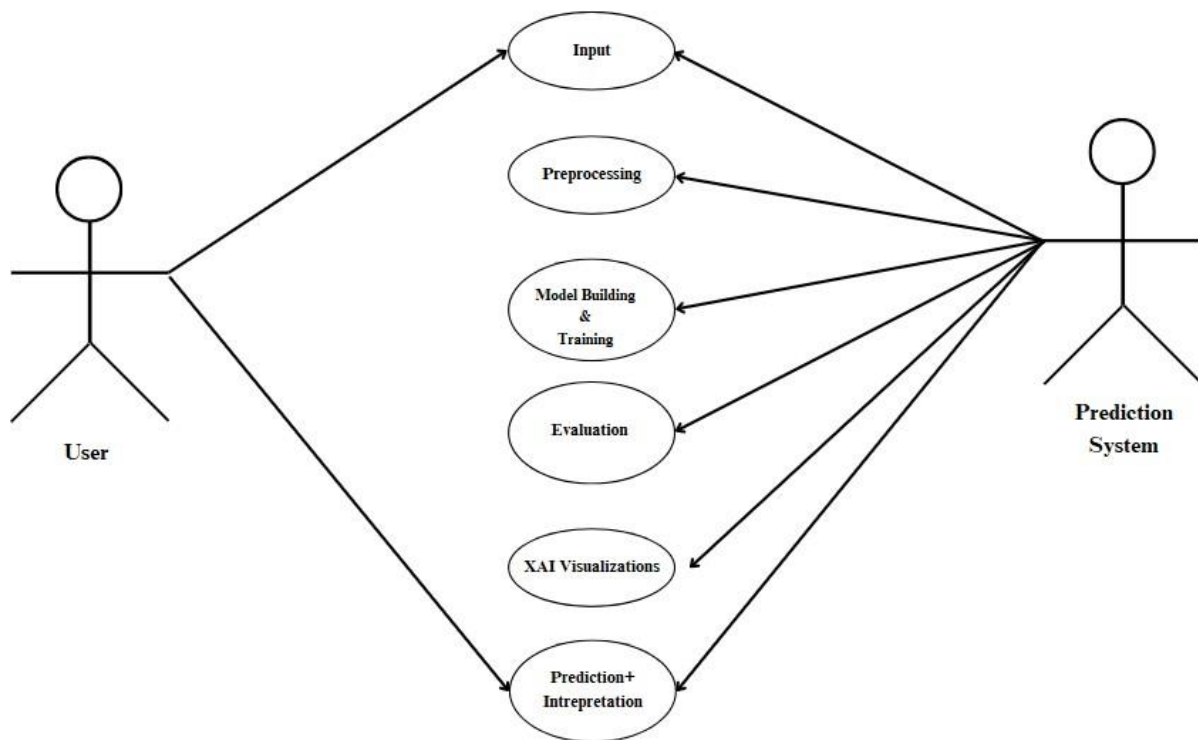 Input
Preprocessing
Model Building
&
Training
Evaluation
XAI Visualizations
Prediction+
Intrepretation
User
Prediction
System